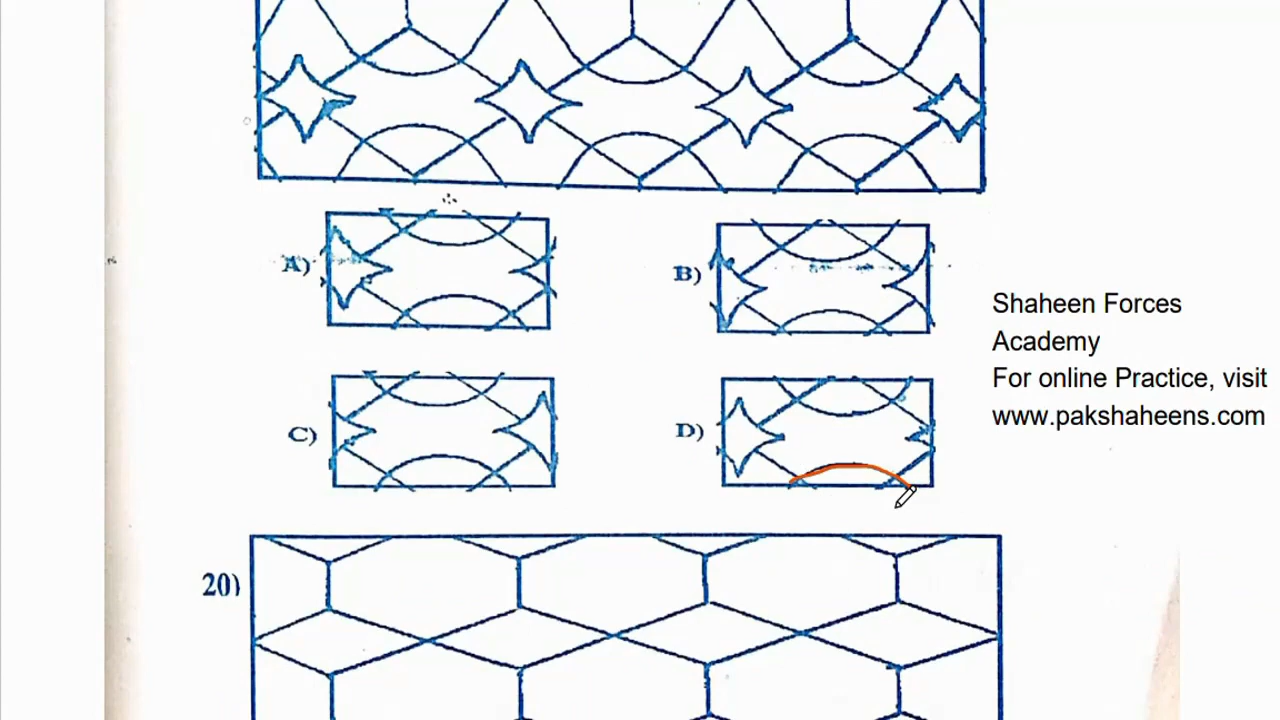 A)
B)
Shaheen Forces
Academy
For online Practice, visit
www.pakshaheens.com
C)
D)
20)